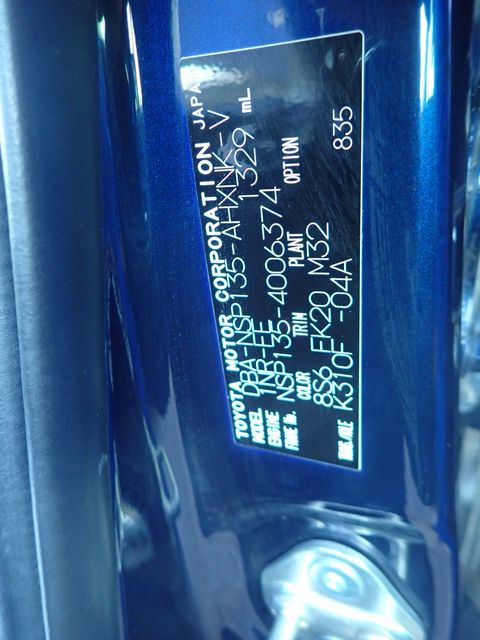 TOYOTA MOTOR CORPORATION JAPAN
MODEL DBA-NSP135-AHXNK-V
ENGINE 1NR-FE 1329 mL
FRAME No. NSP135-4006374
COLOR TRIM PLANT OPTION
8S6 FK20 M32
TRNS./AXLE K310F -04A 835